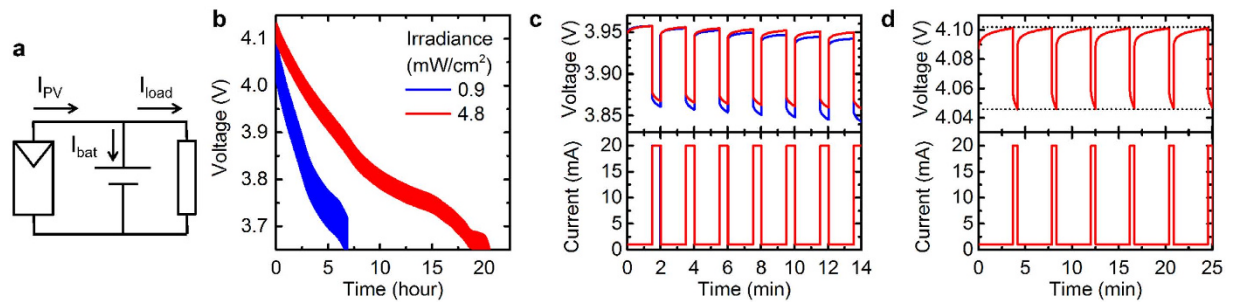 a
I_PV
I_load
I_bat
b
Voltage (V)
4.1
4.0
3.9
3.8
3.7
Irradiance
(mW/cm²)
0.9
4.8
0 5 10 15 20
Time (hour)
c
Voltage (V)
3.95
3.90
3.85
Current (mA)
20
15
10
5
0
0 2 4 6 8 10 12 14
Time (min)
d
Voltage (V)
4.10
4.08
4.06
4.04
Current (mA)
20
15
10
5
0
0 5 10 15 20 25
Time (min)